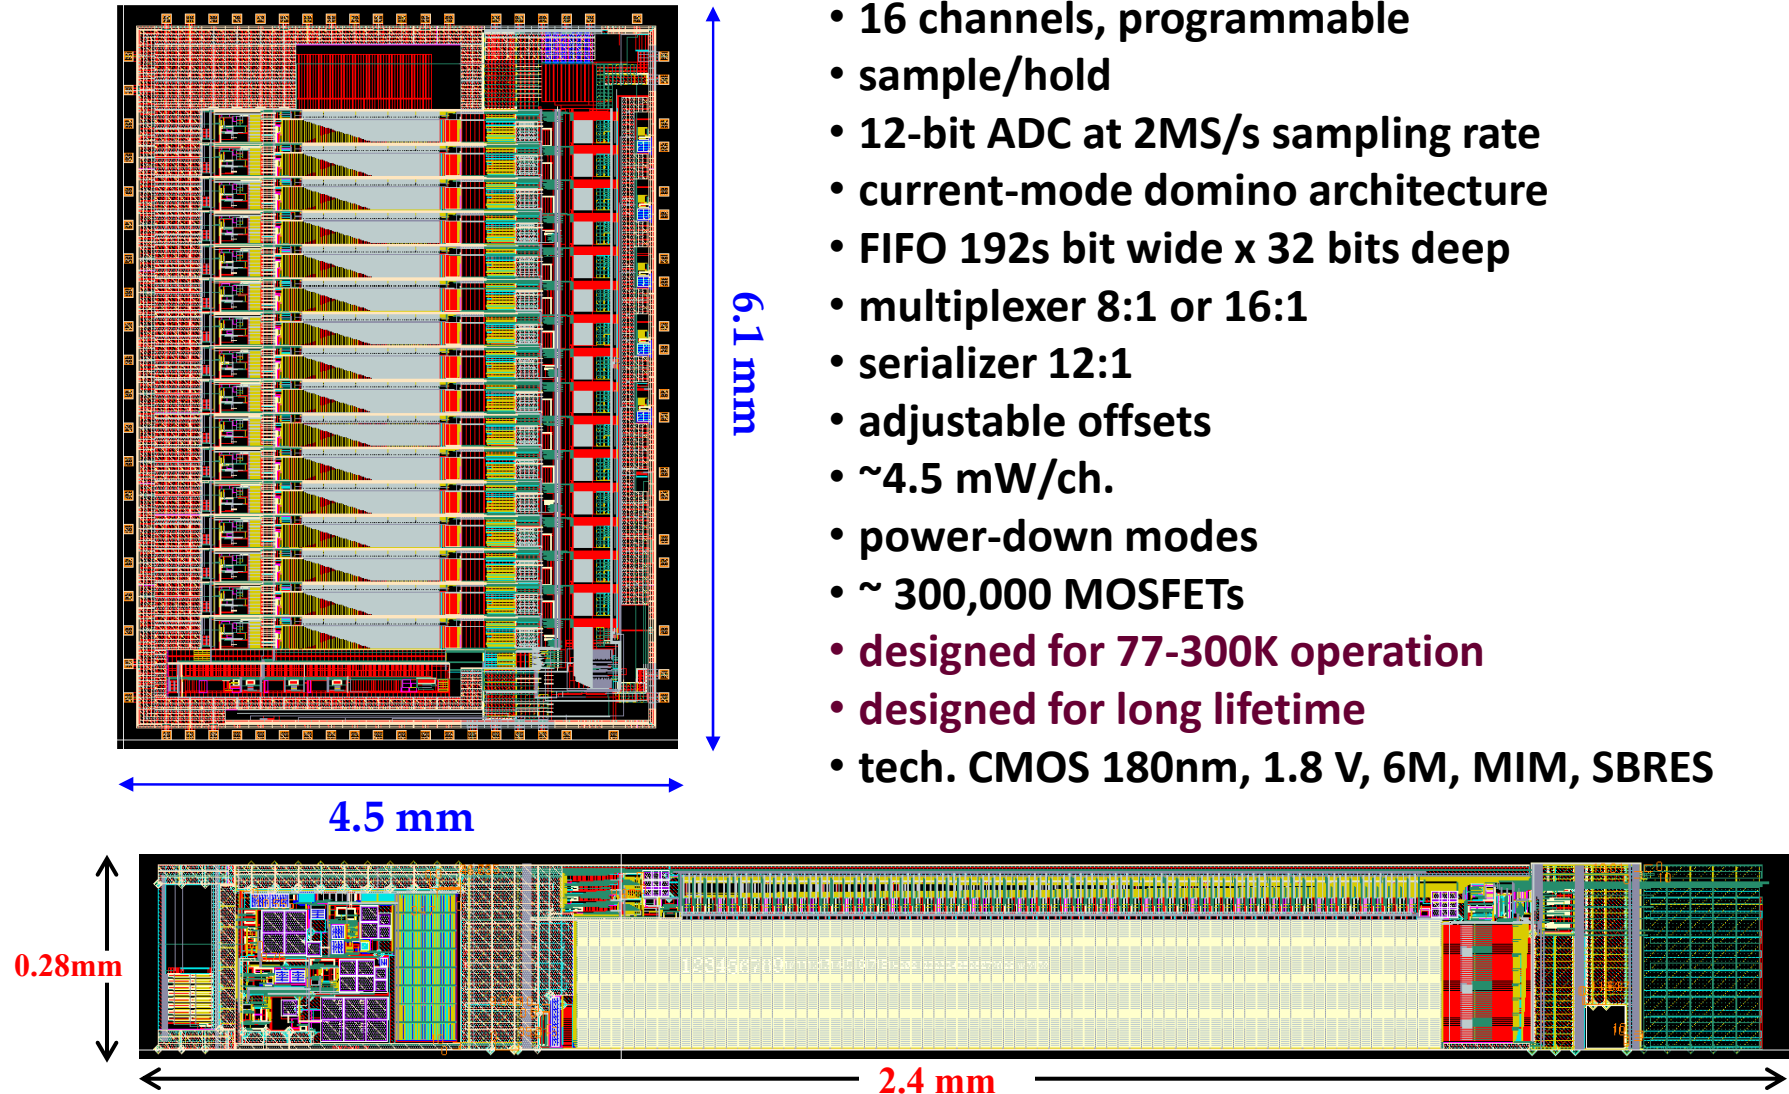 • 16 channels, programmable
• sample/hold
• 12-bit ADC at 2MS/s sampling rate
• current-mode domino architecture
• FIFO 192s bit wide x 32 bits deep
• multiplexer 8:1 or 16:1
• serializer 12:1
• adjustable offsets
• ~4.5 mW/ch.
• power-down modes
• ~ 300,000 MOSFETs
• designed for 77-300K operation
• designed for long lifetime
• tech. CMOS 180nm, 1.8 V, 6M, MIM, SBRES
6.1 mm
4.5 mm
0.28mm
2.4 mm